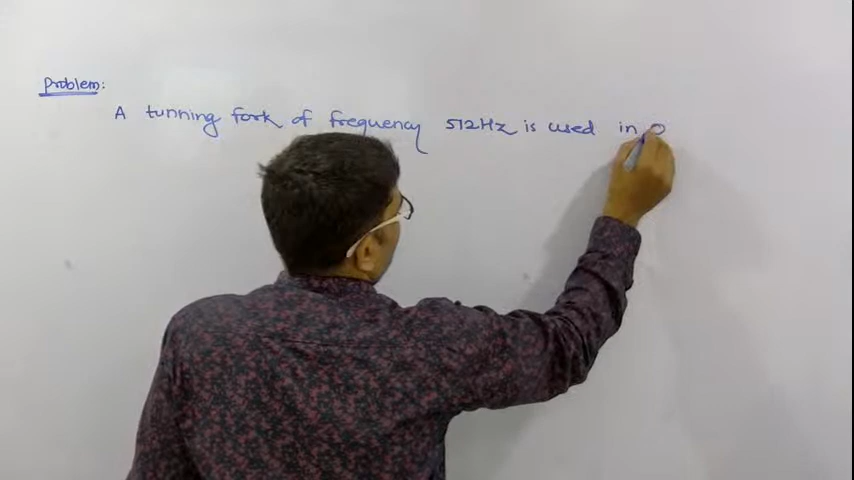 Problem:
A tunning fork of frequency 512Hz is used in